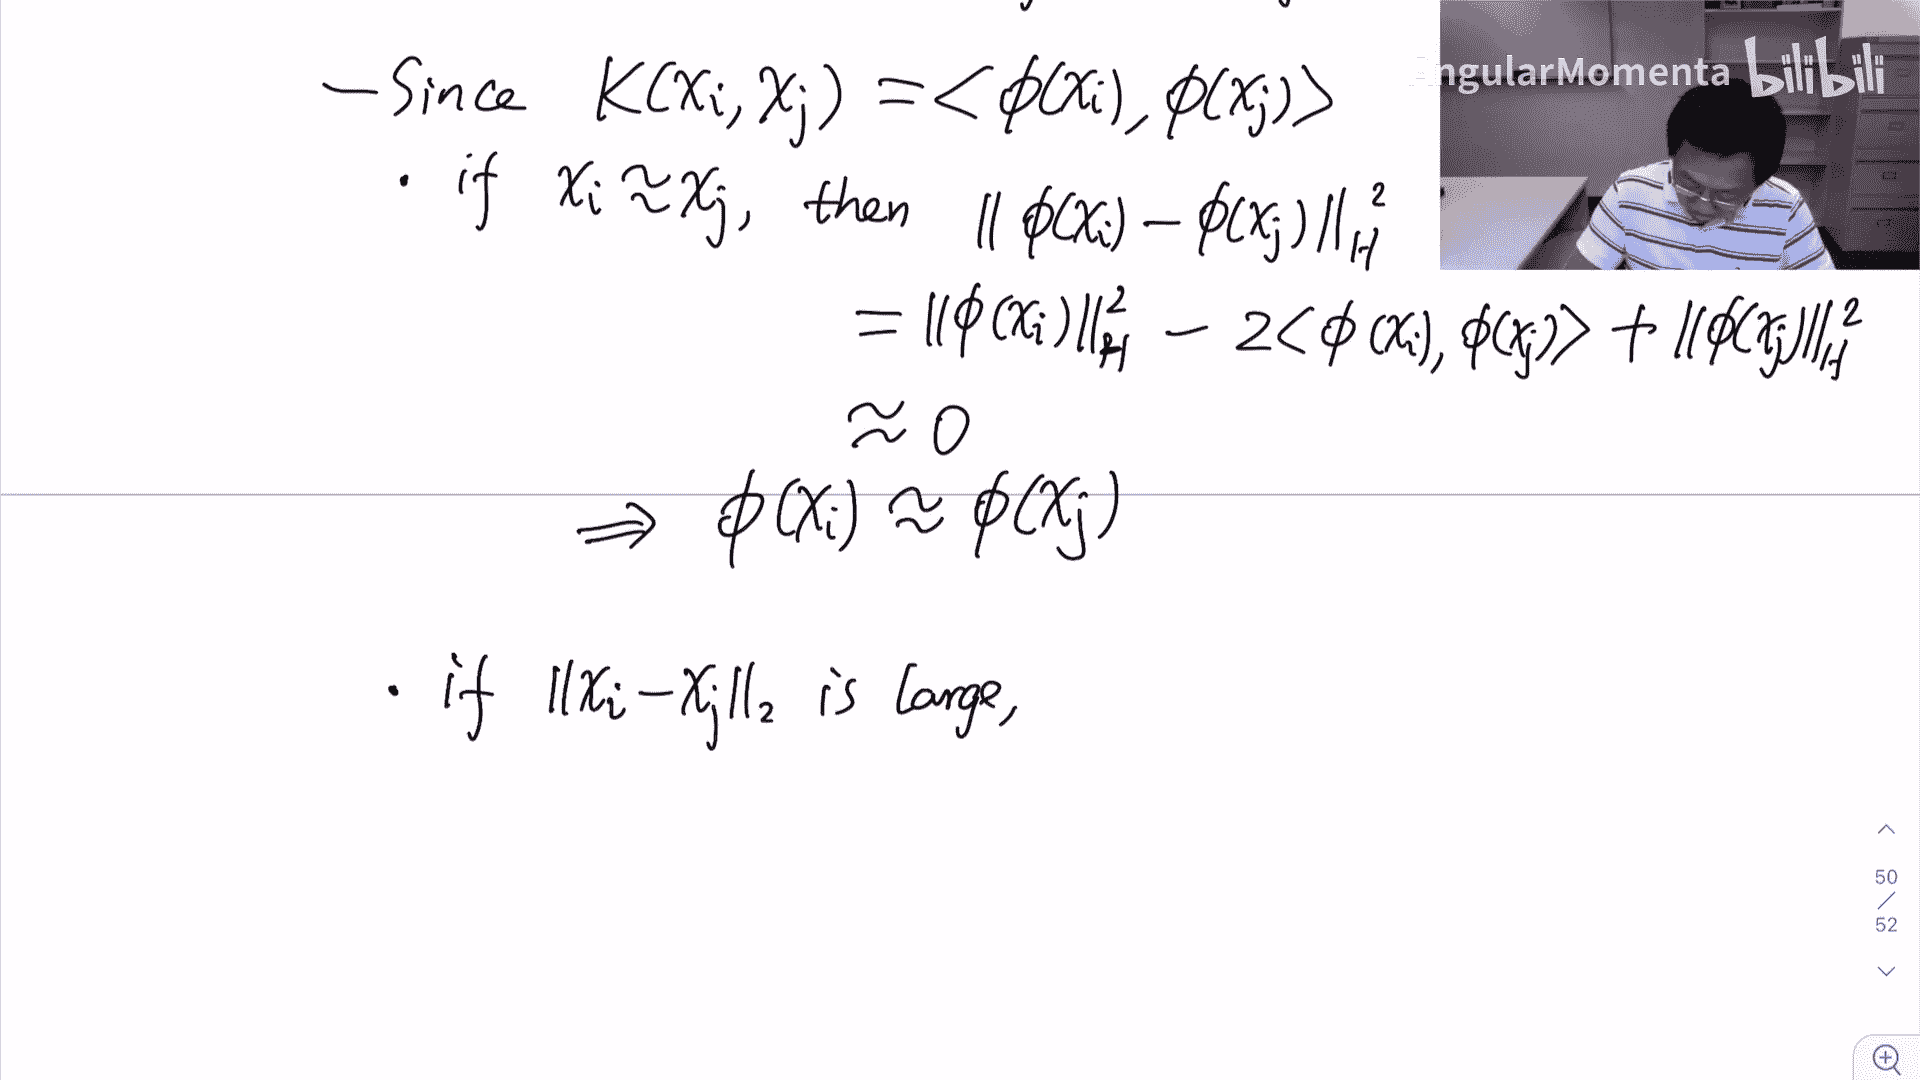 — Since K(xᵢ, xⱼ) = <ϕ(xᵢ), ϕ(xⱼ)>
ngularMomenta bilibili
• if xᵢ ≈ xⱼ, then ‖ϕ(xᵢ) − ϕ(xⱼ)‖²_H
= ‖ϕ(xᵢ)‖²_H − 2<ϕ(xᵢ), ϕ(xⱼ)> + ‖ϕ(xⱼ)‖²_H
≈ 0
⇒ ϕ(xᵢ) ≈ ϕ(xⱼ)
• if ‖xᵢ − xⱼ‖₂ is large,
50
/
52